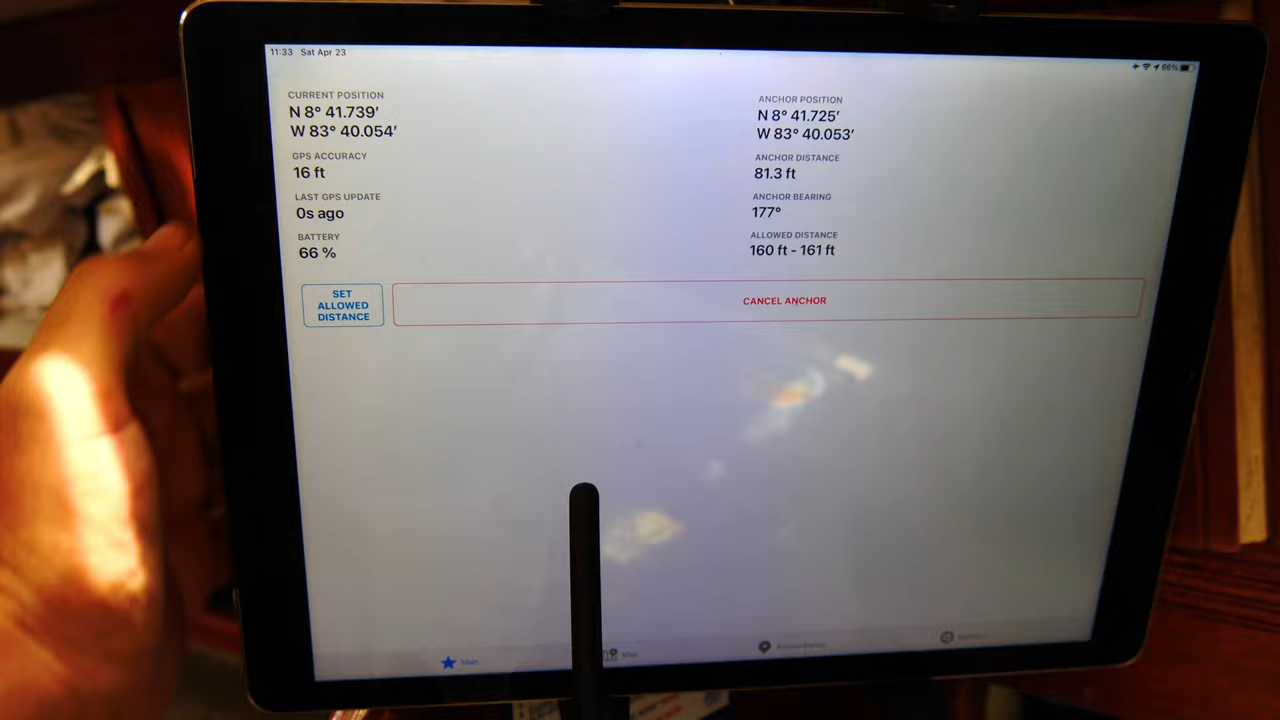 11:33 Sat Apr 23
66%
CURRENT POSITION
N 8° 41.739'
W 83° 40.054'
GPS ACCURACY
16 ft
LAST GPS UPDATE
0s ago
BATTERY
66 %
ANCHOR POSITION
N 8° 41.725'
W 83° 40.053'
ANCHOR DISTANCE
81.3 ft
ANCHOR BEARING
177°
ALLOWED DISTANCE
160 ft - 161 ft
SET
ALLOWED
DISTANCE
CANCEL ANCHOR
Main
Map